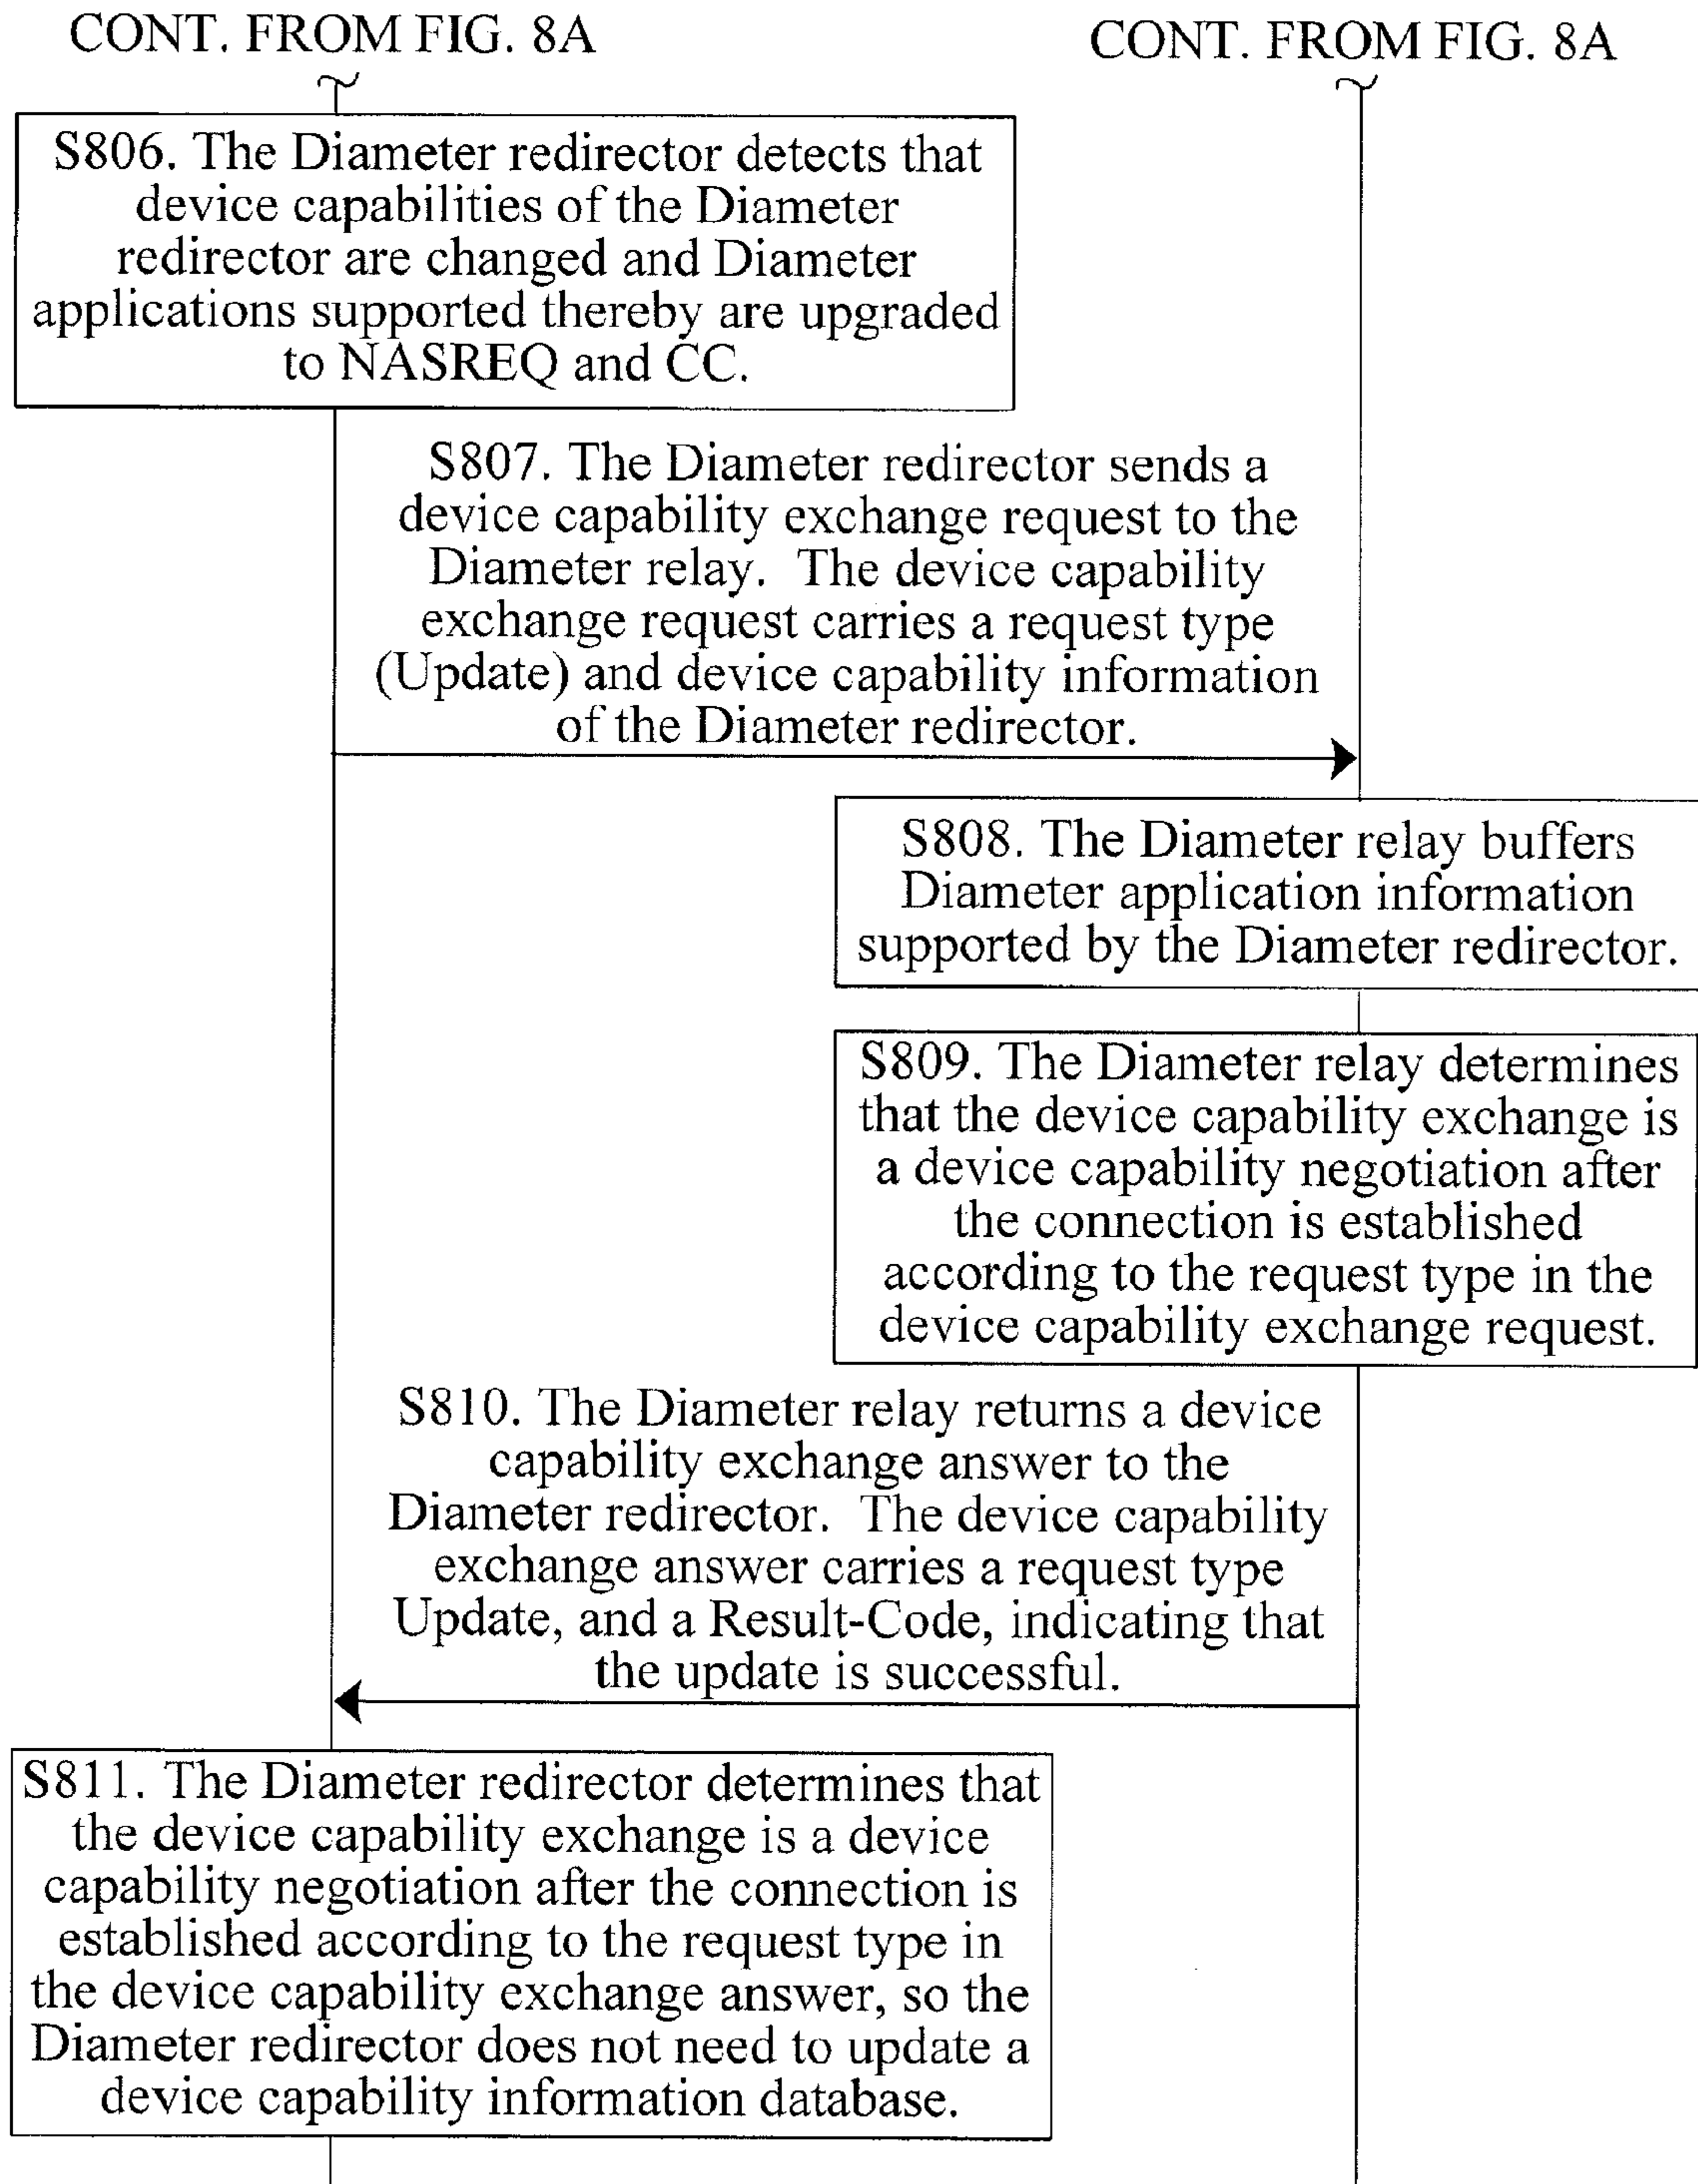 CONT. FROM FIG. 8A
CONT. FROM FIG. 8A
S806. The Diameter redirector detects that
device capabilities of the Diameter
redirector are changed and Diameter
applications supported thereby are upgraded
to NASREQ and CC.
S807. The Diameter redirector sends a
device capability exchange request to the
Diameter relay. The device capability
exchange request carries a request type
(Update) and device capability information
of the Diameter redirector.
S808. The Diameter relay buffers
Diameter application information
supported by the Diameter redirector.
S809. The Diameter relay determines
that the device capability exchange is
a device capability negotiation after
the connection is established
according to the request type in the
device capability exchange request.
S810. The Diameter relay returns a device
capability exchange answer to the
Diameter redirector. The device capability
exchange answer carries a request type
Update, and a Result-Code, indicating that
the update is successful.
S811. The Diameter redirector determines that
the device capability exchange is a device
capability negotiation after the connection is
established according to the request type in
the device capability exchange answer, so the
Diameter redirector does not need to update a
device capability information database.